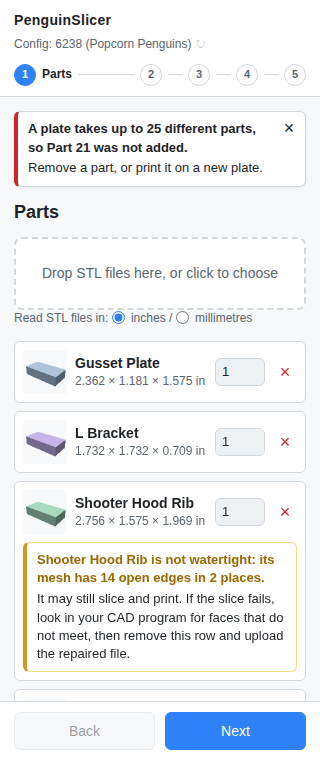 PenguinSlicer
Config: 6238 (Popcorn Penguins)
1 Parts 2 3 4 5
A plate takes up to 25 different parts,
so Part 21 was not added.
Remove a part, or print it on a new plate.
×
Parts
Drop STL files here, or click to choose
Read STL files in: inches / millimetres
Gusset Plate
2.362 × 1.181 × 1.575 in
1
×
L Bracket
1.732 × 1.732 × 0.709 in
1
×
Shooter Hood Rib
2.756 × 1.575 × 1.969 in
1
×
Shooter Hood Rib is not watertight: its
mesh has 14 open edges in 2 places.
It may still slice and print. If the slice fails,
look in your CAD program for faces that do
not meet, then remove this row and upload
the repaired file.
Back
Next